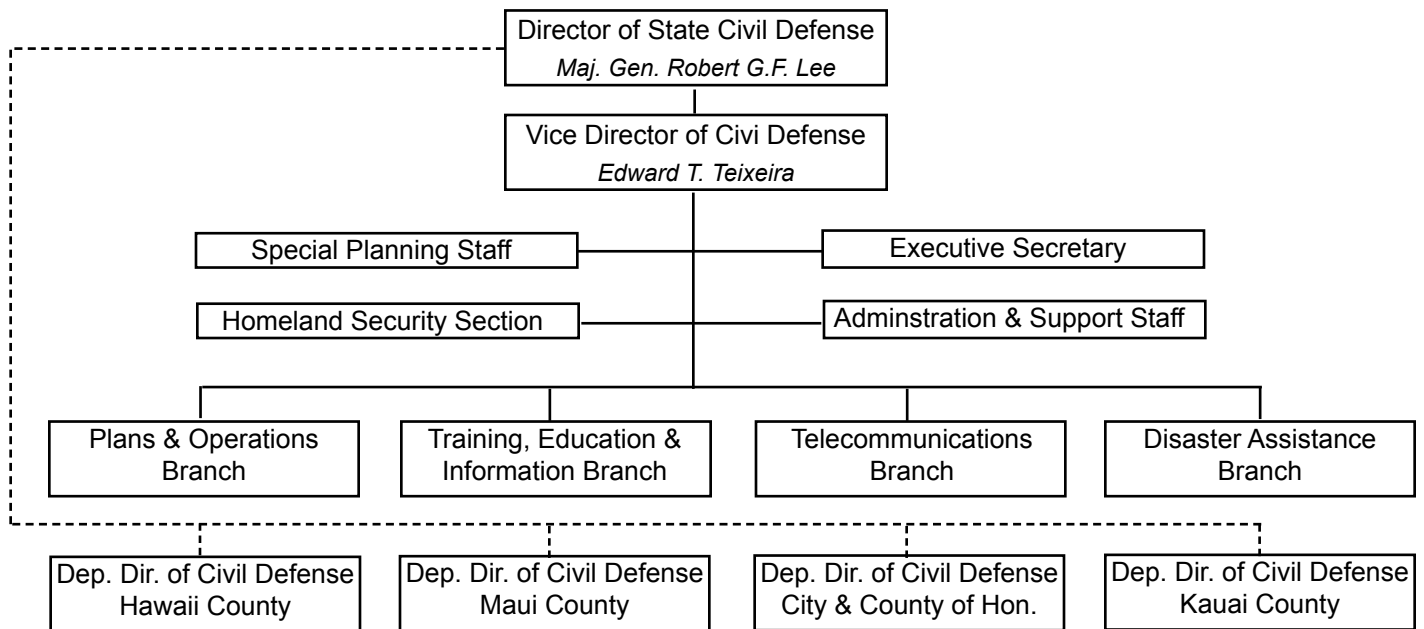 Director of State Civil Defense
Maj. Gen. Robert G.F. Lee
Vice Director of Civi Defense
Edward T. Teixeira
Special Planning Staff
Executive Secretary
Homeland Security Section
Adminstration & Support Staff
Plans & Operations
Branch
Training, Education &
Information Branch
Telecommunications
Branch
Disaster Assistance
Branch
Dep. Dir. of Civil Defense
Hawaii County
Dep. Dir. of Civil Defense
Maui County
Dep. Dir. of Civil Defense
City & County of Hon.
Dep. Dir. of Civil Defense
Kauai County